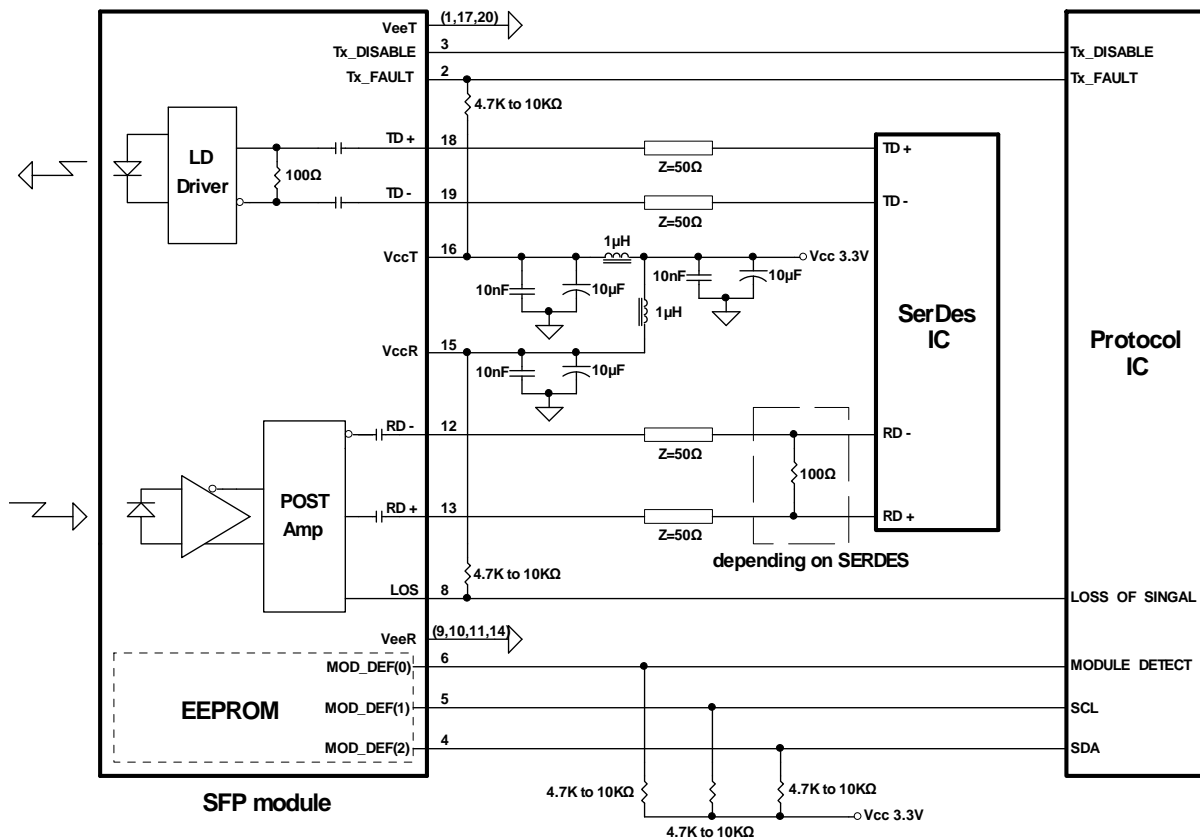 VeeT (1,17,20)
Tx_DISABLE 3 Tx_DISABLE
Tx_FAULT 2 Tx_FAULT
4.7K to 10KΩ
TD + 18 TD +
LD
Driver
100Ω
Z=50Ω
TD - 19 TD -
Z=50Ω
1µH
VccT 16 Vcc 3.3V
10nF 10µF 10nF 10µF
1µH
SerDes
IC
Protocol
IC
VccR 15
10nF 10µF
RD - 12 RD -
Z=50Ω
100Ω
POST
Amp
RD + 13 RD +
Z=50Ω
depending on SERDES
4.7K to 10KΩ
LOS 8 LOSS OF SINGAL
VeeR (9,10,11,14)
MOD_DEF(0) 6 MODULE DETECT
EEPROM
MOD_DEF(1) 5 SCL
MOD_DEF(2) 4 SDA
4.7K to 10KΩ 4.7K to 10KΩ
SFP module
Vcc 3.3V
4.7K to 10KΩ